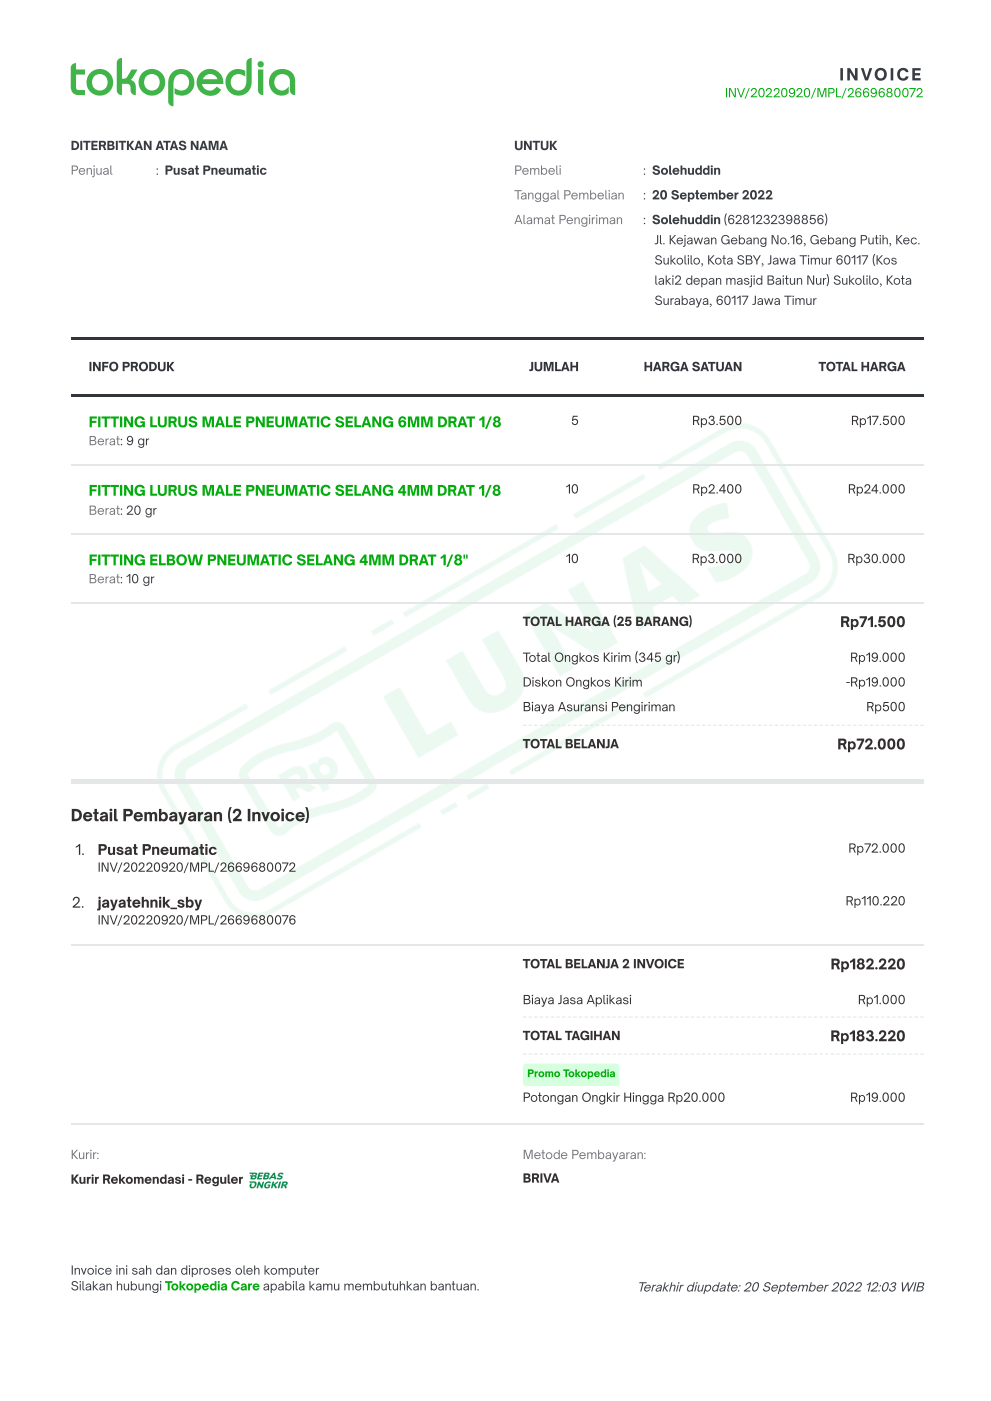 tokopedia
INVOICE
INV/20220920/MPL/2669680072
DITERBITKAN ATAS NAMA
Penjual : Pusat Pneumatic
UNTUK
Pembeli : Solehuddin
Tanggal Pembelian : 20 September 2022
Alamat Pengiriman : Solehuddin (6281232398856)
Jl. Kejawan Gebang No.16, Gebang Putih, Kec.
Sukolilo, Kota SBY, Jawa Timur 60117 (Kos
laki2 depan masjid Baitun Nur) Sukolilo, Kota
Surabaya, 60117 Jawa Timur
INFO PRODUK JUMLAH HARGA SATUAN TOTAL HARGA
FITTING LURUS MALE PNEUMATIC SELANG 6MM DRAT 1/8 5 Rp3.500 Rp17.500
Berat: 9 gr
FITTING LURUS MALE PNEUMATIC SELANG 4MM DRAT 1/8 10 Rp2.400 Rp24.000
Berat: 20 gr
FITTING ELBOW PNEUMATIC SELANG 4MM DRAT 1/8" 10 Rp3.000 Rp30.000
Berat: 10 gr
TOTAL HARGA (25 BARANG) Rp71.500
Total Ongkos Kirim (345 gr) Rp19.000
Diskon Ongkos Kirim -Rp19.000
Biaya Asuransi Pengiriman Rp500
TOTAL BELANJA Rp72.000
Rp LUNAS
Detail Pembayaran (2 Invoice)
1. Pusat Pneumatic Rp72.000
INV/20220920/MPL/2669680072
2. jayatehnik_sby Rp110.220
INV/20220920/MPL/2669680076
TOTAL BELANJA 2 INVOICE Rp182.220
Biaya Jasa Aplikasi Rp1.000
TOTAL TAGIHAN Rp183.220
Promo Tokopedia
Potongan Ongkir Hingga Rp20.000 Rp19.000
Kurir:
Kurir Rekomendasi - Reguler BEBAS ONGKIR
Metode Pembayaran:
BRIVA
Invoice ini sah dan diproses oleh komputer
Silakan hubungi Tokopedia Care apabila kamu membutuhkan bantuan.
Terakhir diupdate: 20 September 2022 12:03 WIB